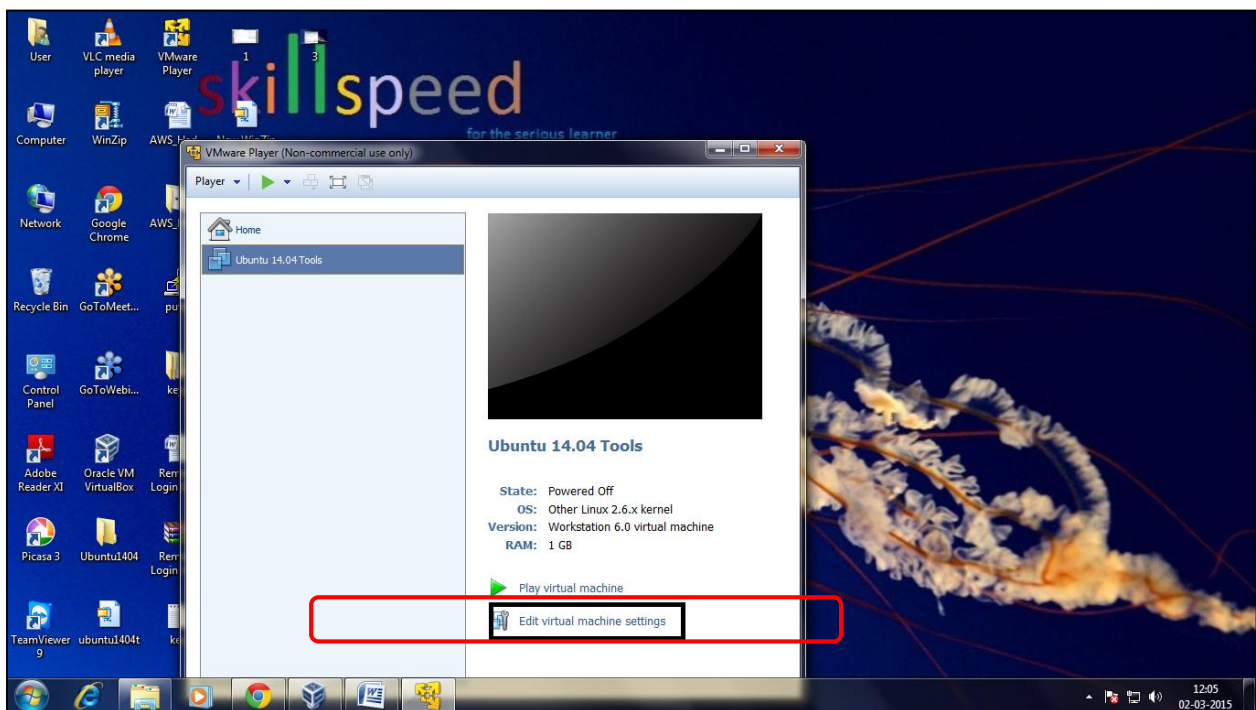 User
VLC media player
VMware Player
1
3
skillspeed
for the serious learner
Computer
WinZip
VMware Player (Non-commercial use only)
Player
Network
Google Chrome
Home
Ubuntu 14.04 Tools
Recycle Bin
GoToMeet...
Control Panel
GoToWebi...
Ubuntu 14.04 Tools
Adobe Reader XI
Oracle VM VirtualBox
State: Powered Off
OS: Other Linux 2.6.x kernel
Version: Workstation 6.0 virtual machine
RAM: 1 GB
Picasa 3
Ubuntu1404
Play virtual machine
Edit virtual machine settings
TeamViewer 9
ubuntu1404t
12:05
02-03-2015